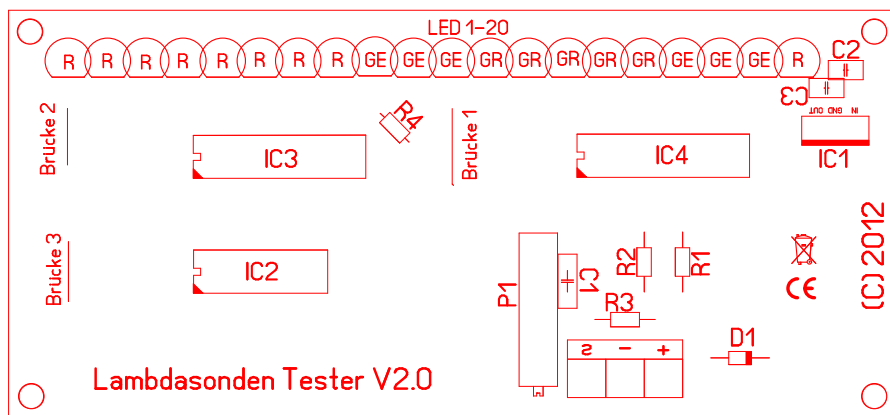 LED 1-20
R R R R R R R R GE GE GE GR GR GR GR GR GE GE GE R
C2
C3
IN GND OUT
IC1
Brücke 2
R4
IC3
Brücke 1
IC4
Brücke 3
IC2
P1
C1
R2
R1
R3
S - +
D1
CE
(C) 2012
Lambdasonden Tester V2.0